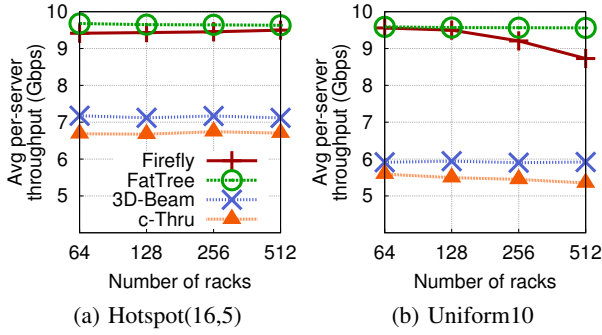 Avg per-server
throughput (Gbps)
10
9
8
7
6
5
Firefly
FatTree
3D-Beam
c-Thru
64
128
256
512
Number of racks
(a) Hotspot(16,5)
Avg per-server
throughput (Gbps)
10
9
8
7
6
5
64
128
256
512
Number of racks
(b) Uniform10